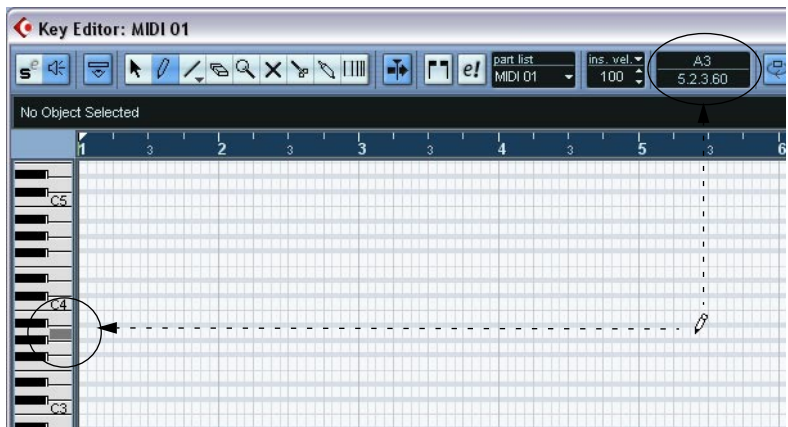 Key Editor: MIDI 01
part list
MIDI 01
ins. vel.
100
A3
5.2.3.60
No Object Selected
1 3 2 3 3 3 4 3 5 3 6
C5
C4
C3
s e
e!